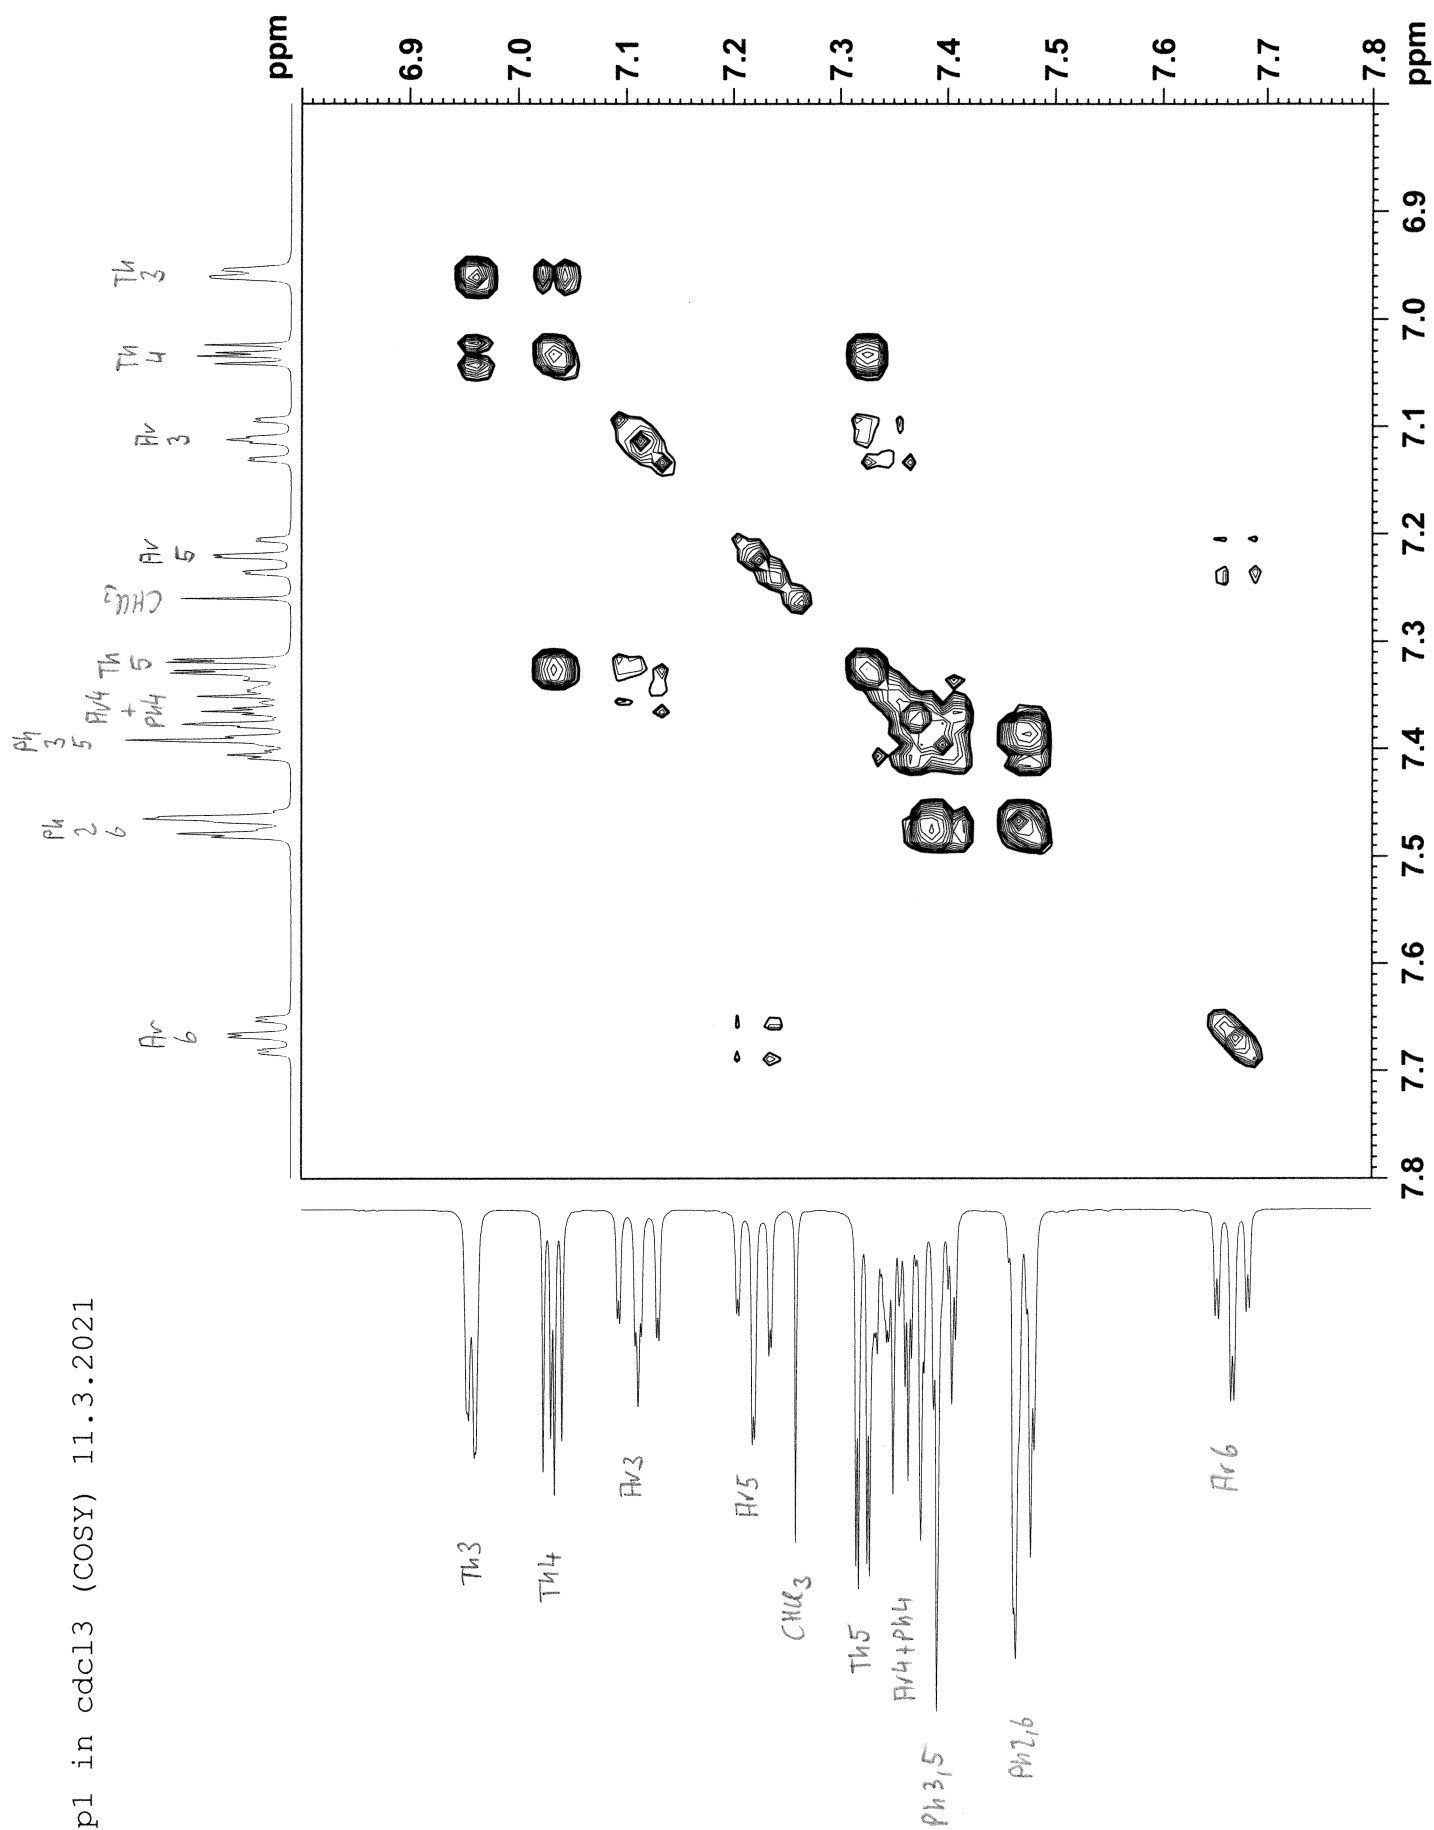 pl in cdcl3 (COSY) 11.3.2021
ppm
6.9
7.0
7.1
7.2
7.3
7.4
7.5
7.6
7.7
7.8
ppm
Th
3
Th
4
Ar
3
Ar
5
CHCl3
Th
5
Ar4
+
Ph4
Ph
3
5
Ph
2
6
Ar
6
6.9
7.0
7.1
7.2
7.3
7.4
7.5
7.6
7.7
7.8
Th3
Th4
Ar3
Ar5
CHCl3
Th5
Ar4+Ph4
Ph3,5
Ph2,6
Ar6